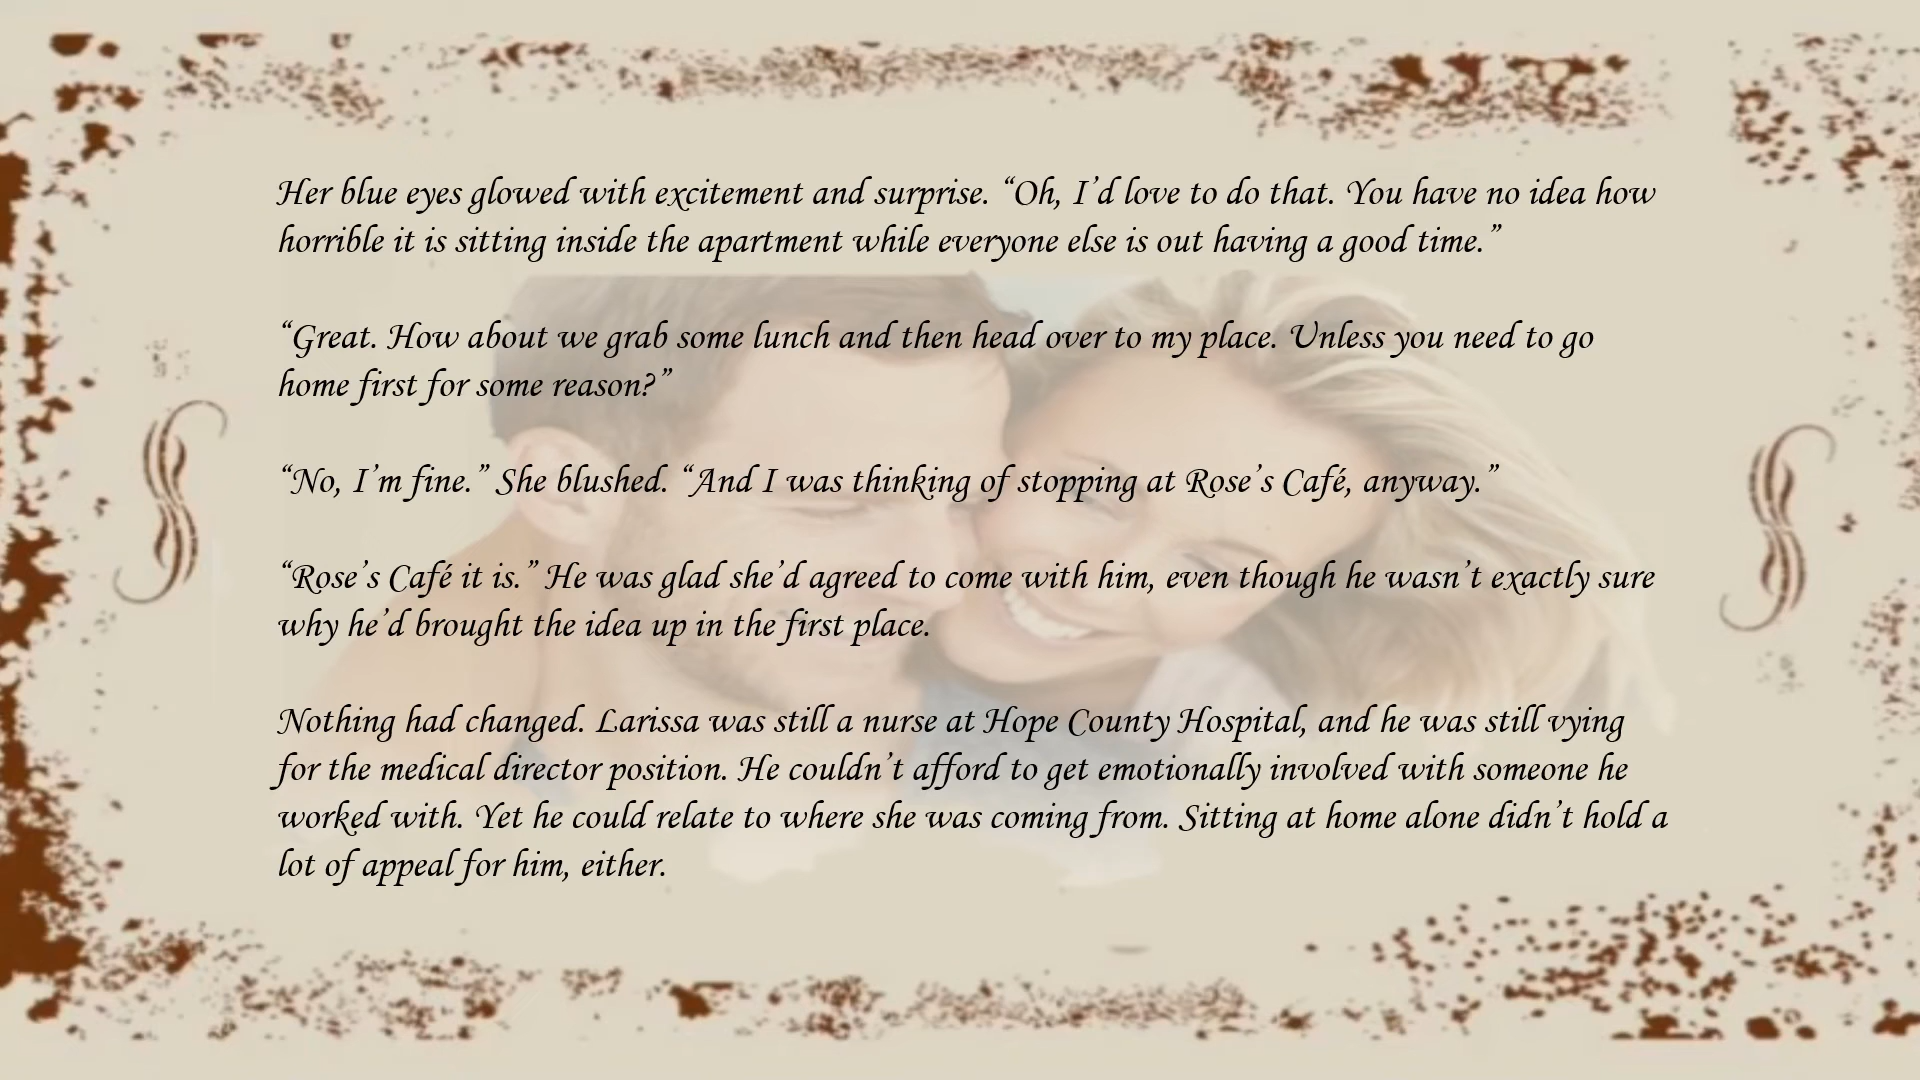 Her blue eyes glowed with excitement and surprise. “Oh, I’d love to do that. You have no idea how
horrible it is sitting inside the apartment while everyone else is out having a good time.”
“Great. How about we grab some lunch and then head over to my place. Unless you need to go
home first for some reason?”
“No, I’m fine.” She blushed. “And I was thinking of stopping at Rose’s Café, anyway.”
“Rose’s Café it is.” He was glad she’d agreed to come with him, even though he wasn’t exactly sure
why he’d brought the idea up in the first place.
Nothing had changed. Larissa was still a nurse at Hope County Hospital, and he was still vying
for the medical director position. He couldn’t afford to get emotionally involved with someone he
worked with. Yet he could relate to where she was coming from. Sitting at home alone didn’t hold a
lot of appeal for him, either.